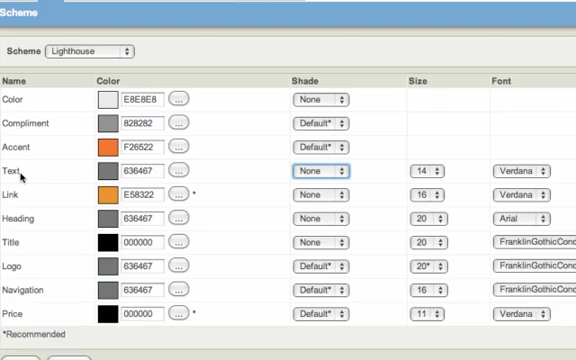 Scheme
Scheme Lighthouse
Name Color Shade Size Font
Color E8E8E8 ... None
Compliment 828282 ... Default*
Accent F26522 ... Default*
Text 636467 ... None 14 Verdana
Link E58322 ... * None 16 Verdana
Heading 636467 ... None 20 Arial
Title 000000 ... None 20 FranklinGothicCond
Logo 636467 ... Default* 20* FranklinGothicCond
Navigation 636467 ... Default* 16 FranklinGothicCond
Price 000000 ... * Default* 11 Verdana
*Recommended